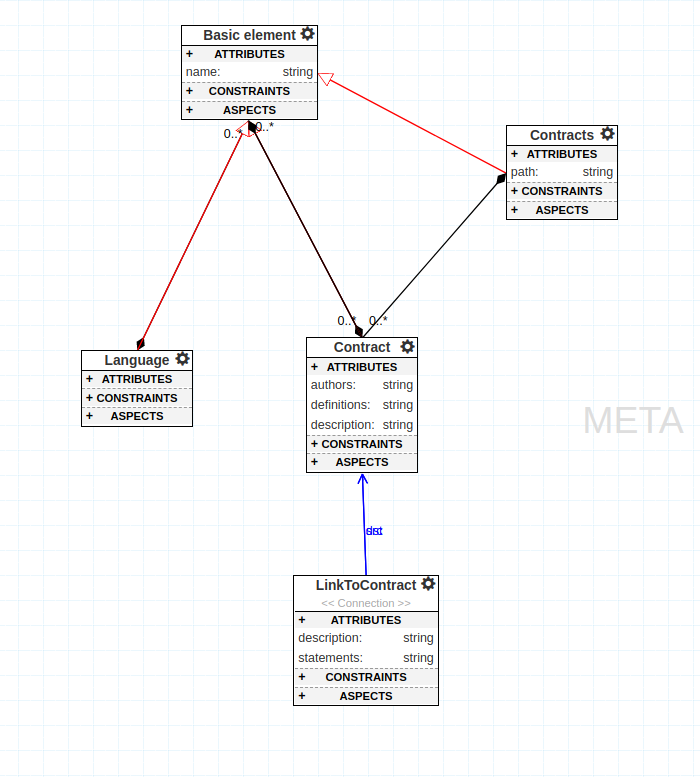 Basic element
+ ATTRIBUTES
name: string
+ CONSTRAINTS
+ ASPECTS
0..* 0..*
Contracts
+ ATTRIBUTES
path: string
+ CONSTRAINTS
+ ASPECTS
0..* 0..*
Language
+ ATTRIBUTES
+ CONSTRAINTS
+ ASPECTS
Contract
+ ATTRIBUTES
authors: string
definitions: string
description: string
+ CONSTRAINTS
+ ASPECTS
META
LinkToContract
<< Connection >>
+ ATTRIBUTES
description: string
statements: string
+ CONSTRAINTS
+ ASPECTS